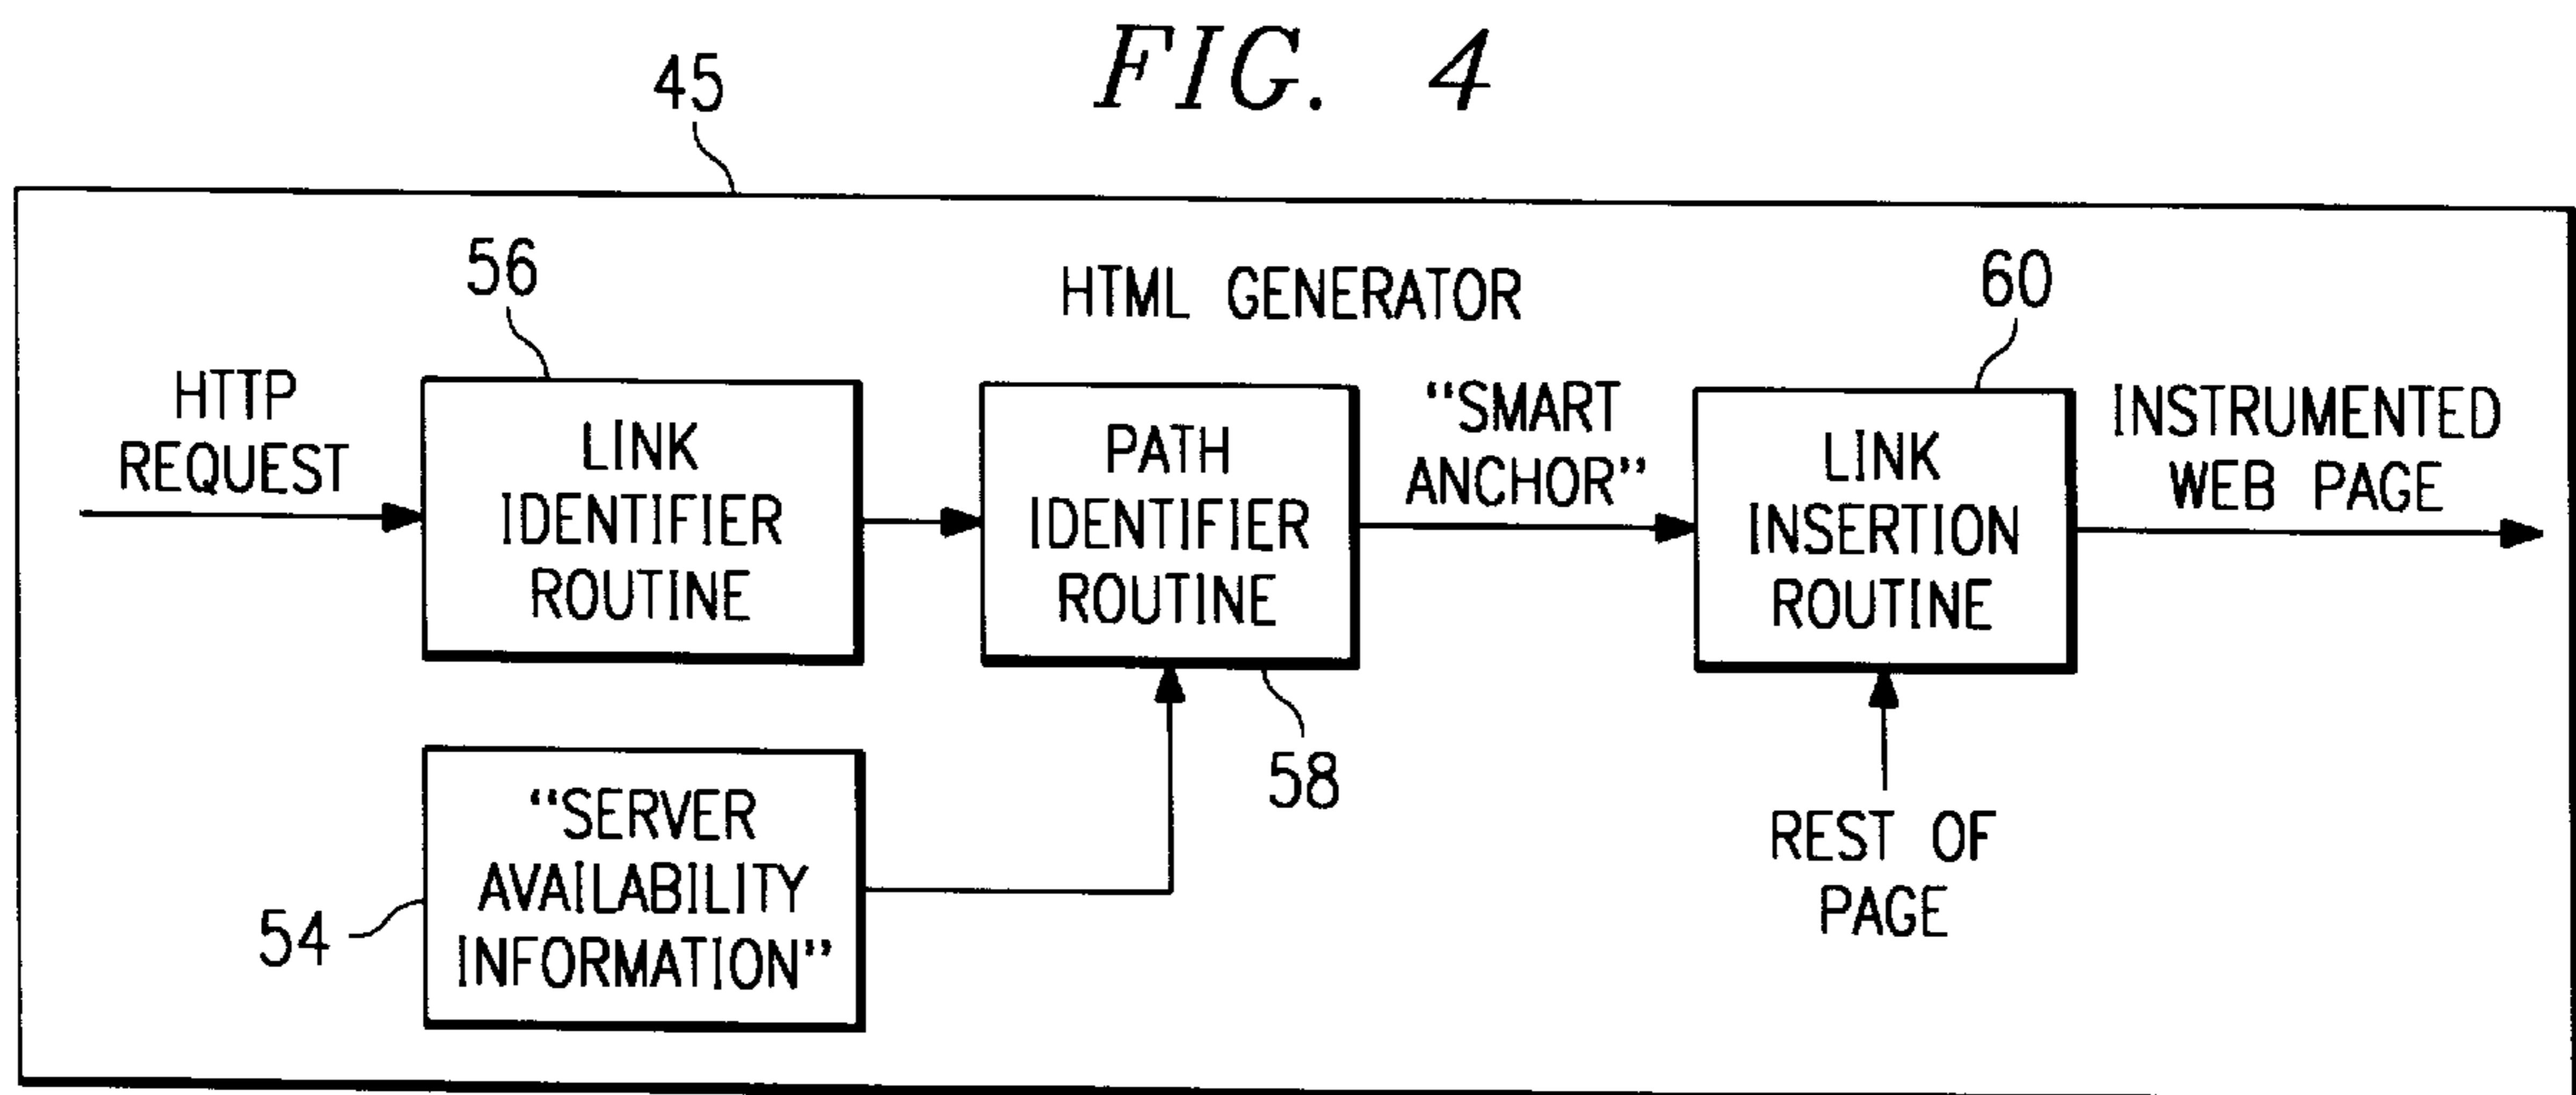 FIG. 4
45
HTML GENERATOR
56
60
HTTP
REQUEST
LINK
IDENTIFIER
ROUTINE
PATH
IDENTIFIER
ROUTINE
58
"SMART
ANCHOR"
LINK
INSERTION
ROUTINE
INSTRUMENTED
WEB PAGE
"SERVER
AVAILABILITY
INFORMATION"
54
REST OF
PAGE